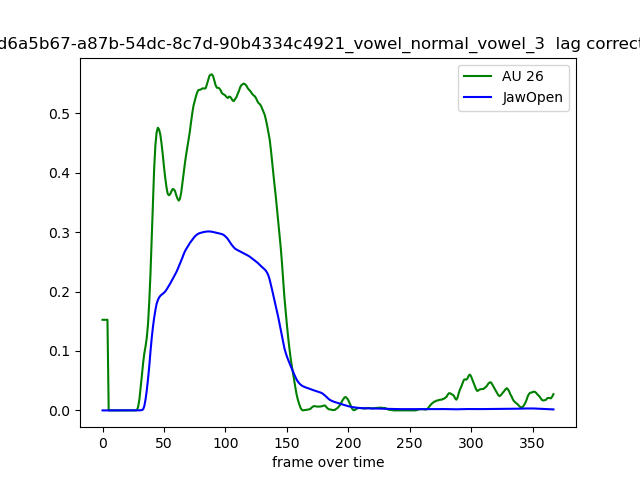 d6a5b67-a87b-54dc-8c7d-90b4334c4921_vowel_normal_vowel_3 lag correct
AU 26
JawOpen
0.5
0.4
0.3
0.2
0.1
0.0
0 50 100 150 200 250 300 350
frame over time